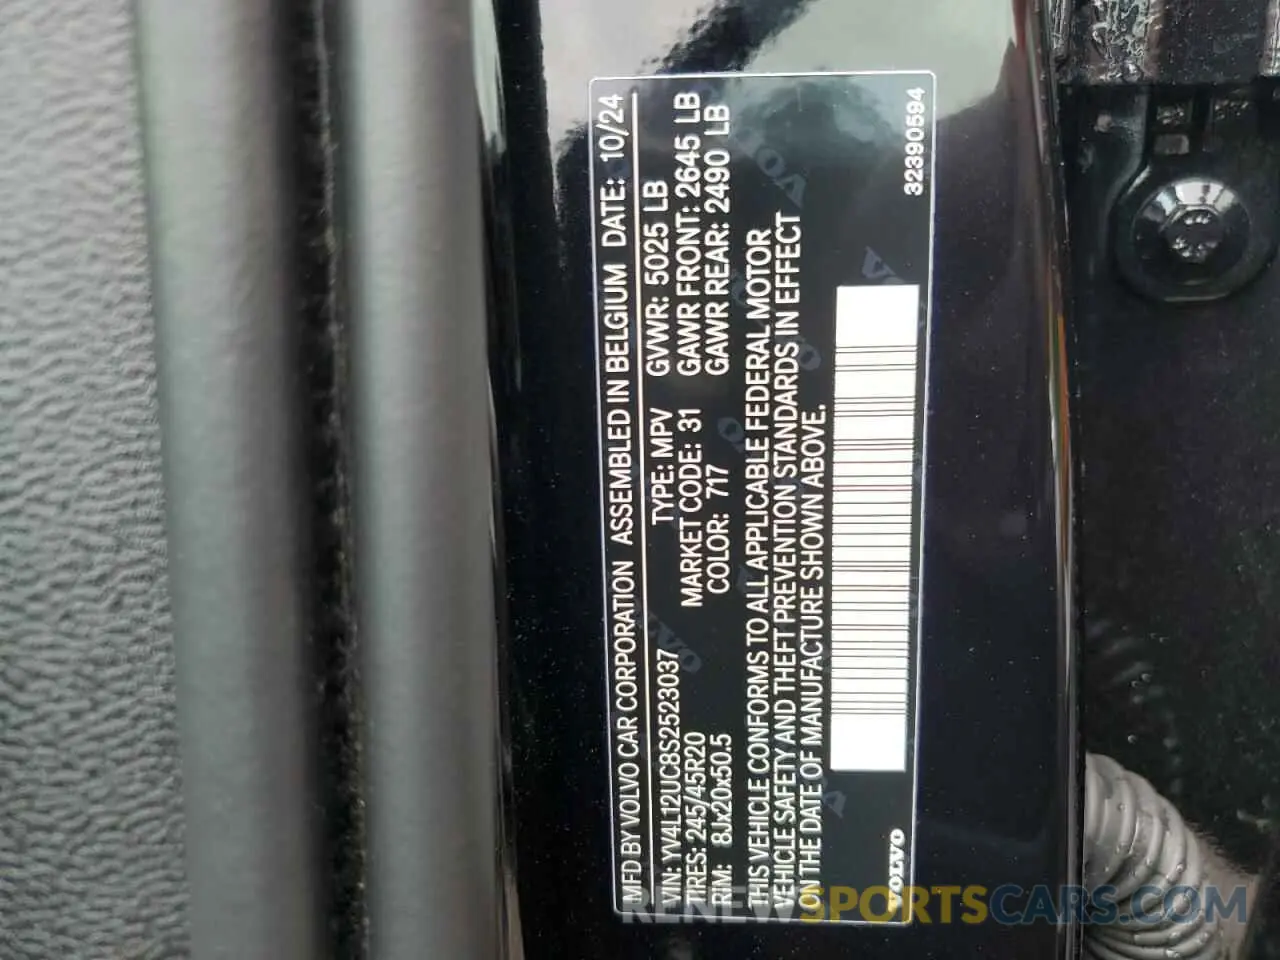 MFD BY VOLVO CAR CORPORATION ASSEMBLED IN BELGIUM DATE: 10/24
VIN: YV4L12UC8S2523037 TYPE: MPV GVWR: 5025 LB
TIRES: 245/45R20 MARKET CODE: 31 GAWR FRONT: 2645 LB
RIM: 8Jx20x50.5 COLOR: 717 GAWR REAR: 2490 LB
THIS VEHICLE CONFORMS TO ALL APPLICABLE FEDERAL MOTOR
VEHICLE SAFETY AND THEFT PREVENTION STANDARDS IN EFFECT
ON THE DATE OF MANUFACTURE SHOWN ABOVE.
VOLVO
32390594
RENEWSPORTSCARS.COM